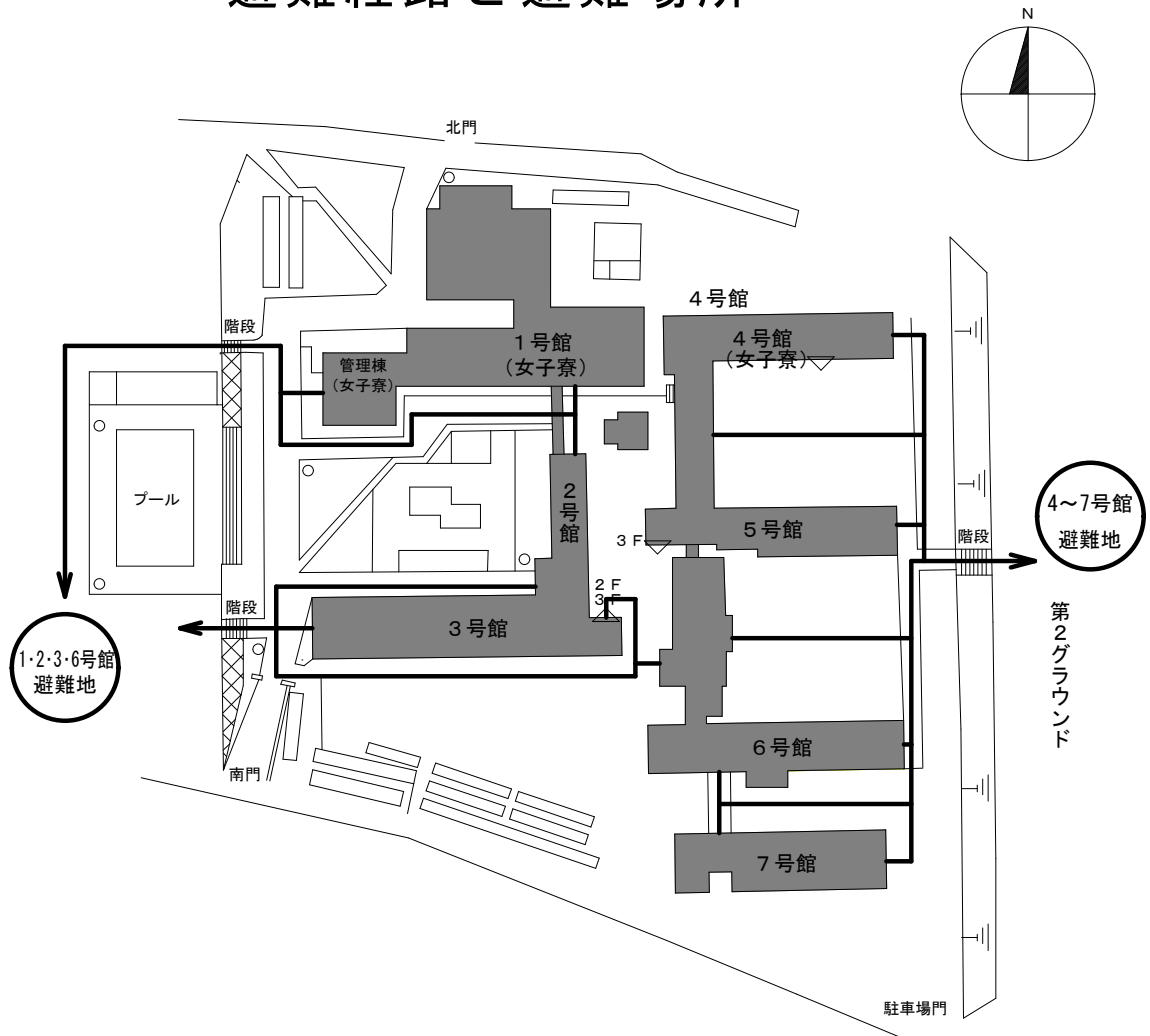 避難経路と避難場所
N
北門
4号館
階段
1号館
(女子寮)
4号館
(女子寮)
管理棟
(女子寮)
プール
2号館
3F
5号館
4~7号館
避難地
階段
2F
3F
階段
3号館
1·2·3·6号館
避難地
第2グラウンド
6号館
南門
7号館
駐車場門